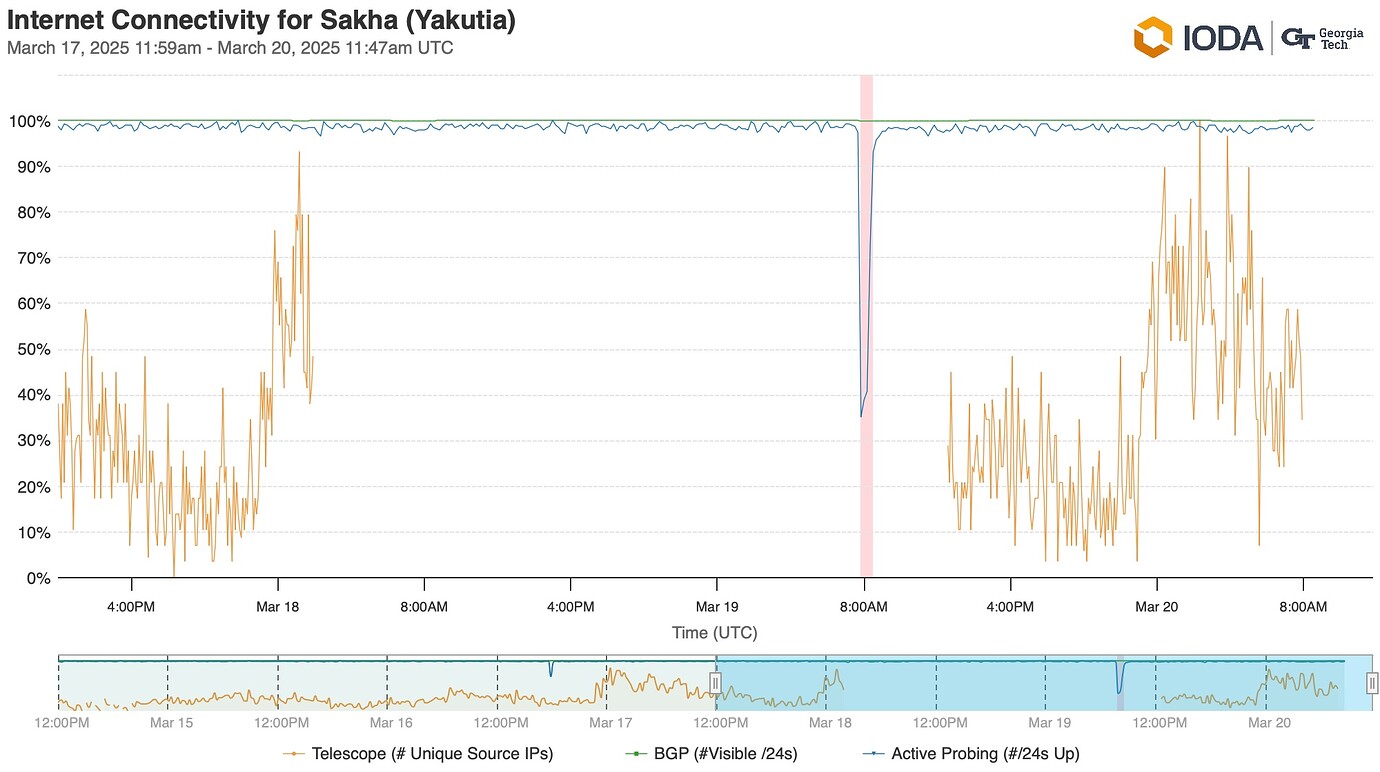 Internet Connectivity for Sakha (Yakutia)
March 17, 2025 11:59am - March 20, 2025 11:47am UTC
IODA
GT Georgia
Tech
100%
90%
80%
70%
60%
50%
40%
30%
20%
10%
0%
4:00PM Mar 18 8:00AM 4:00PM Mar 19 8:00AM 4:00PM Mar 20 8:00AM
Time (UTC)
12:00PM Mar 15 12:00PM Mar 16 12:00PM Mar 17 12:00PM Mar 18 12:00PM Mar 19 12:00PM Mar 20
Telescope (# Unique Source IPs) BGP (#Visible /24s) Active Probing (#/24s Up)